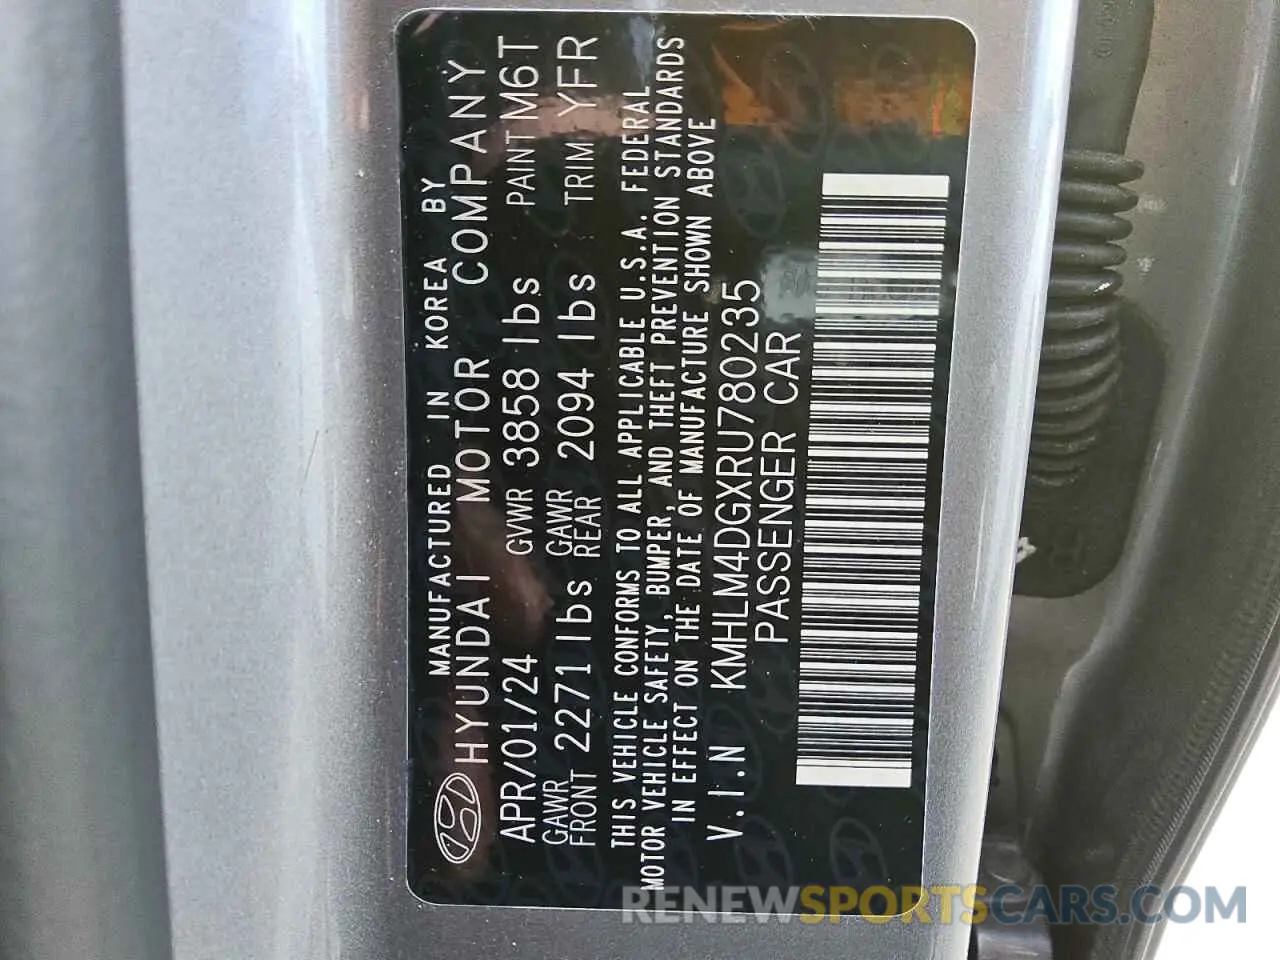 MANUFACTURED IN KOREA BY
HYUNDAI MOTOR COMPANY
APR/01/24 GVWR 3858 lbs PAINT M6T
GAWR FRONT 2271 lbs GAWR REAR 2094 lbs TRIM YFR
THIS VEHICLE CONFORMS TO ALL APPLICABLE U.S.A. FEDERAL
MOTOR VEHICLE SAFETY, BUMPER, AND THEFT PREVENTION STANDARDS
IN EFFECT ON THE DATE OF MANUFACTURE SHOWN ABOVE
V.I.N KMHLM4DGXRU780235
PASSENGER CAR
RENEWSPORTSCARS.COM